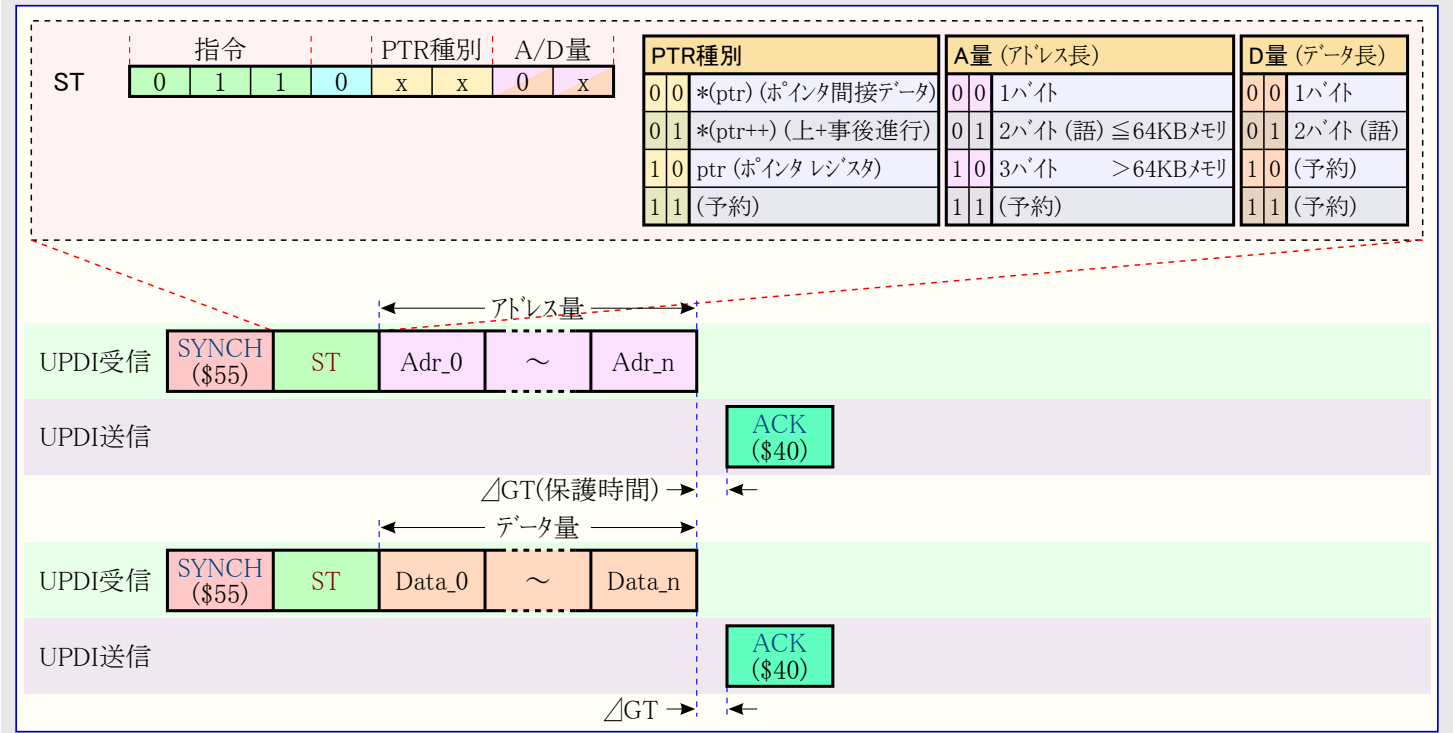 指令 PTR種別 A/D量
ST 0 1 1 0 x x 0 x
PTR種別
0 0 *(ptr) (ポインタ間接データ)
0 1 *(ptr++) (上+事後進行)
1 0 ptr (ポインタ レジスタ)
1 1 (予約)
A量 (アドレス長)
0 0 1バイト
0 1 2バイト (語) ≦64KBメモリ
1 0 3バイト >64KBメモリ
1 1 (予約)
D量 (データ長)
0 0 1バイト
0 1 2バイト (語)
1 0 (予約)
1 1 (予約)
アドレス量
UPDI受信 SYNCH ($55) ST Adr_0 ～ Adr_n
UPDI送信 ACK ($40)
⊿GT(保護時間)
データ量
UPDI受信 SYNCH ($55) ST Data_0 ～ Data_n
UPDI送信 ACK ($40)
⊿GT